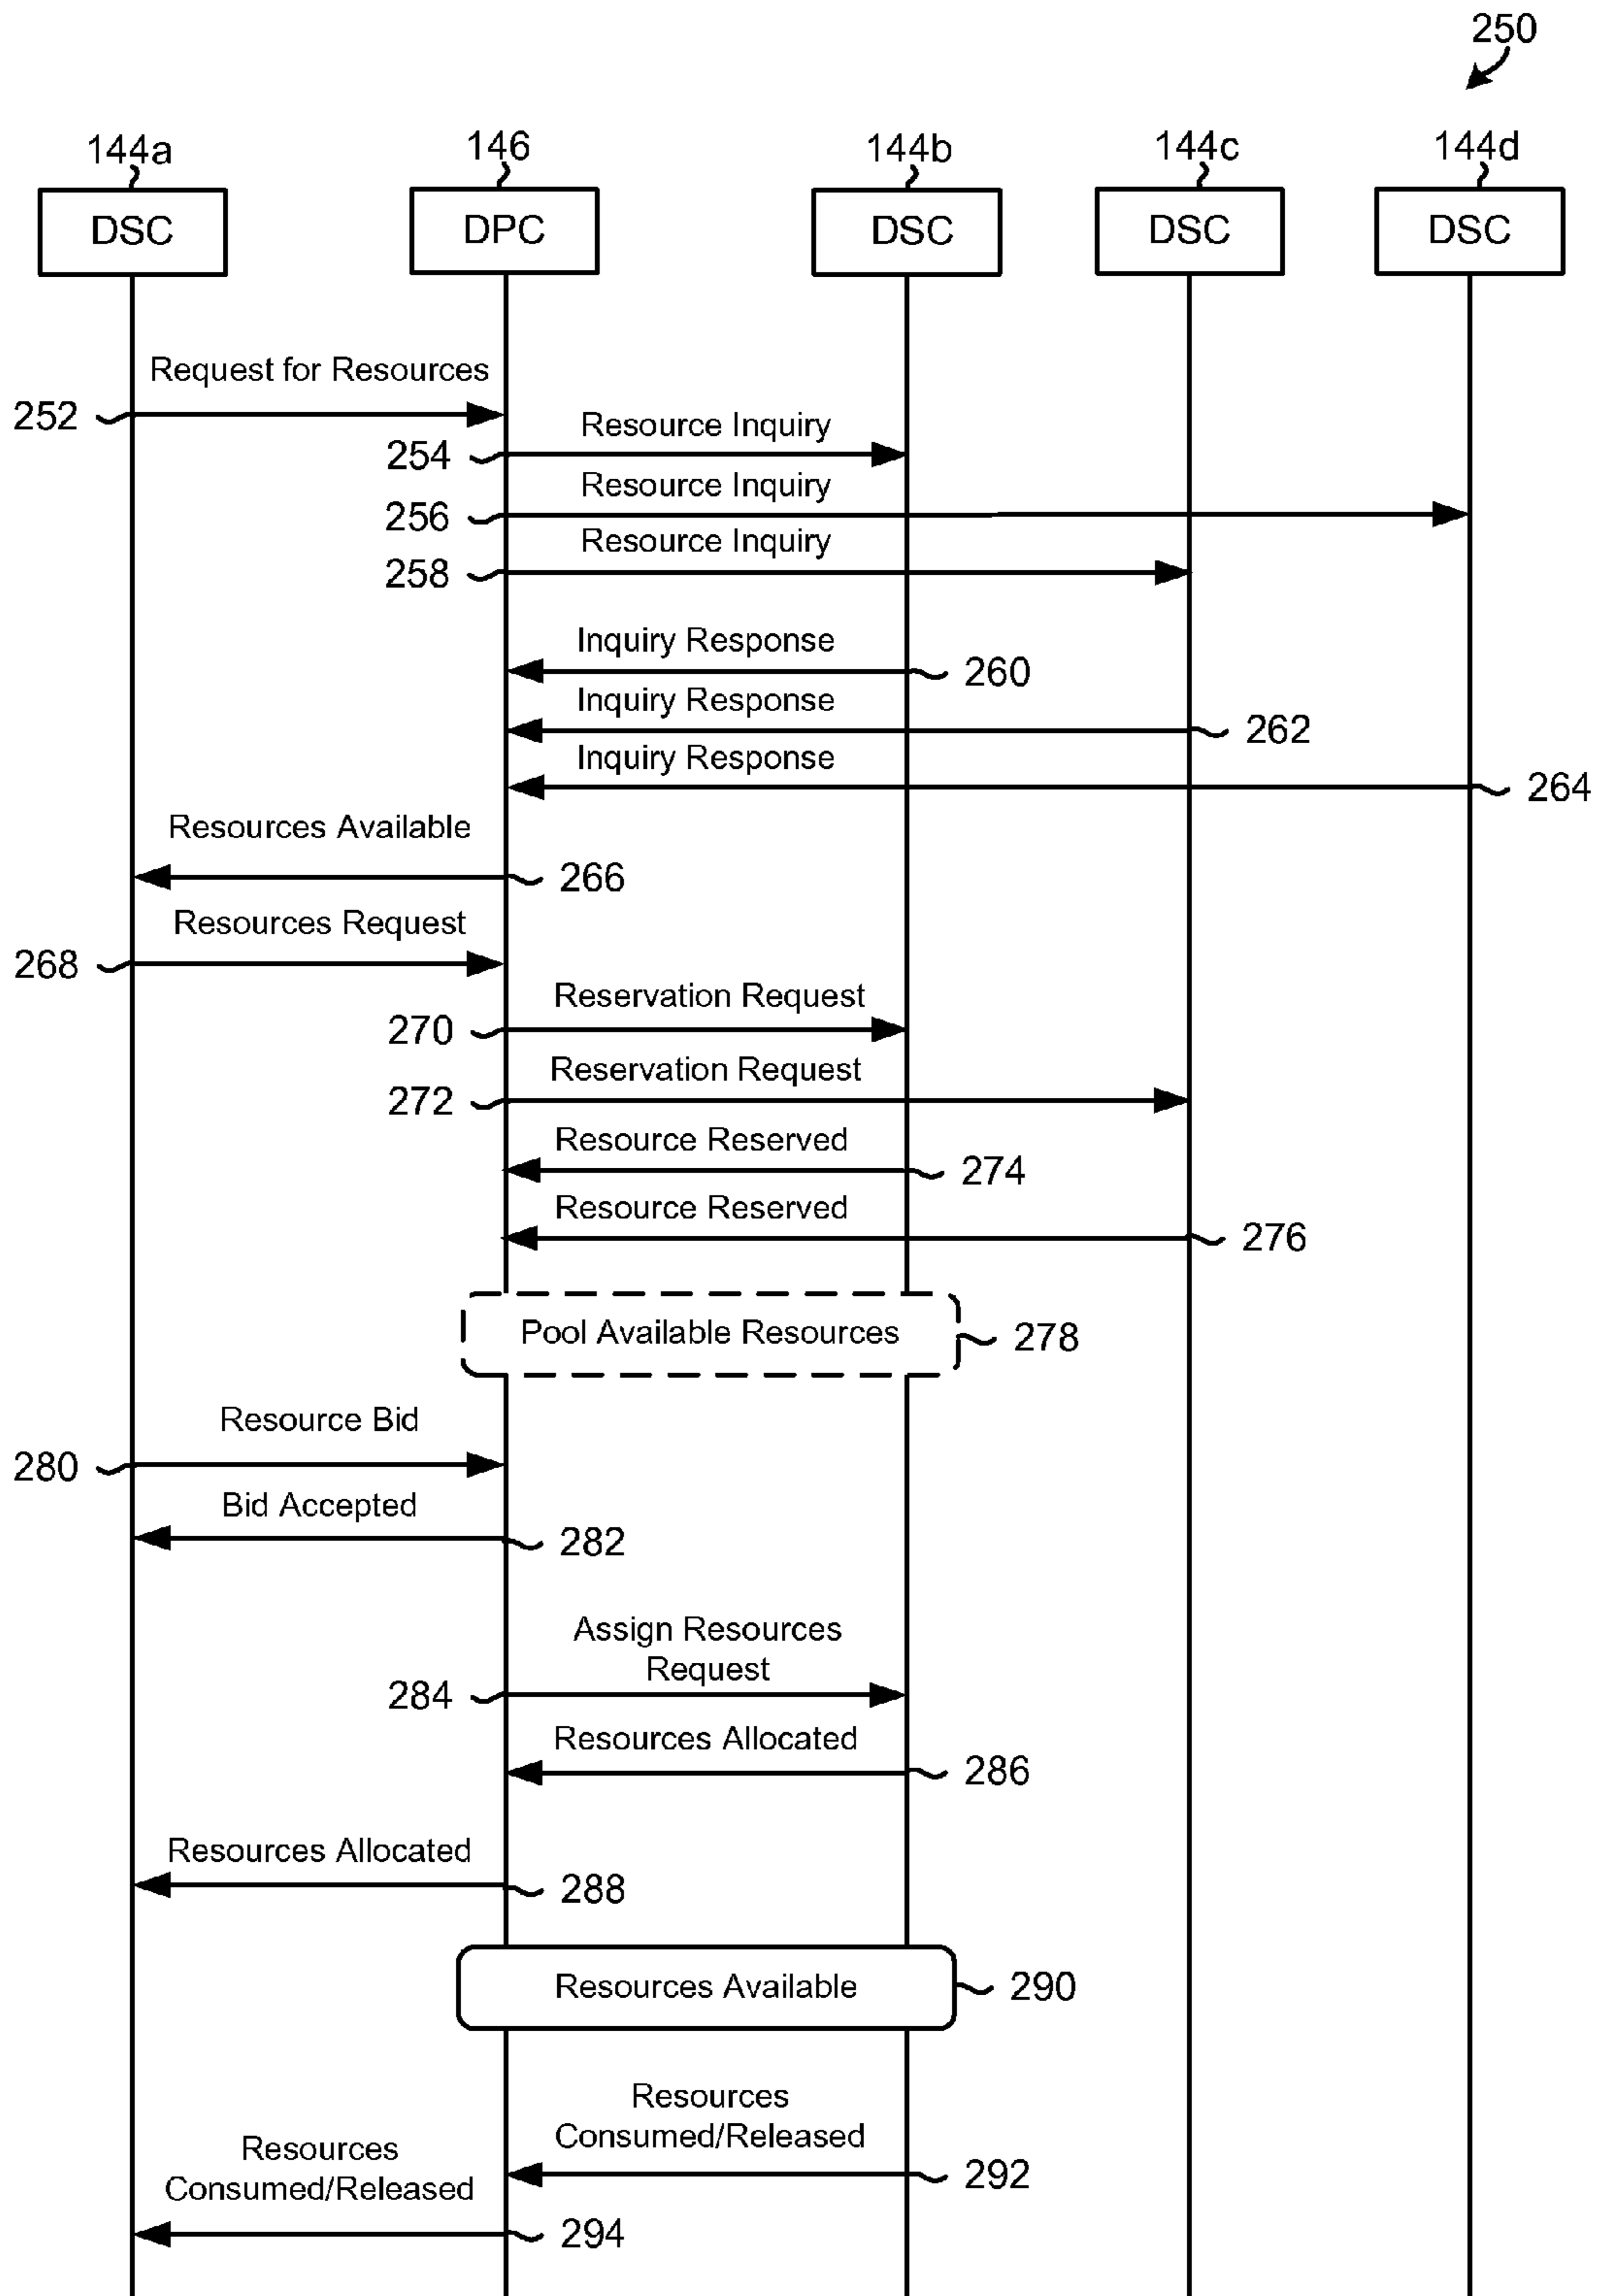 250
144a
146
144b
144c
144d
DSC
DPC
DSC
DSC
DSC
Request for Resources
252
Resource Inquiry
254
Resource Inquiry
256
Resource Inquiry
258
Inquiry Response
260
Inquiry Response
262
Inquiry Response
264
Resources Available
266
Resources Request
268
Reservation Request
270
Reservation Request
272
Resource Reserved
274
Resource Reserved
276
Pool Available Resources
278
Resource Bid
280
Bid Accepted
282
Assign Resources
Request
284
Resources Allocated
286
Resources Allocated
288
Resources Available
290
Resources
Consumed/Released
292
Resources
Consumed/Released
294